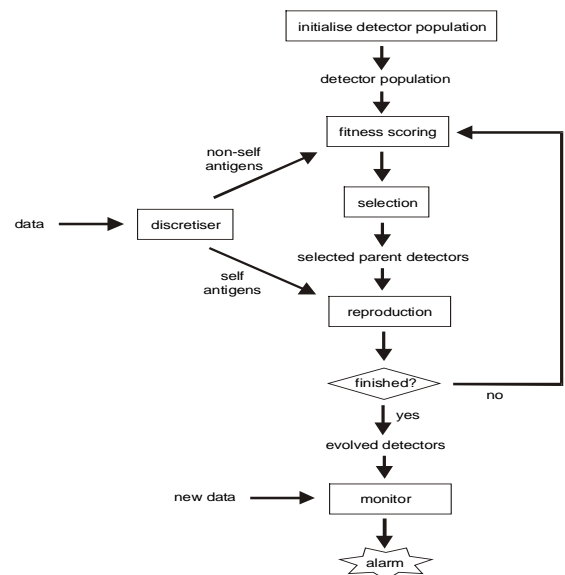 initialise detector population
detector population
fitness scoring
non-self
antigens
selection
data
discretiser
selected parent detectors
self
antigens
reproduction
finished?
no
yes
evolved detectors
new data
monitor
alarm